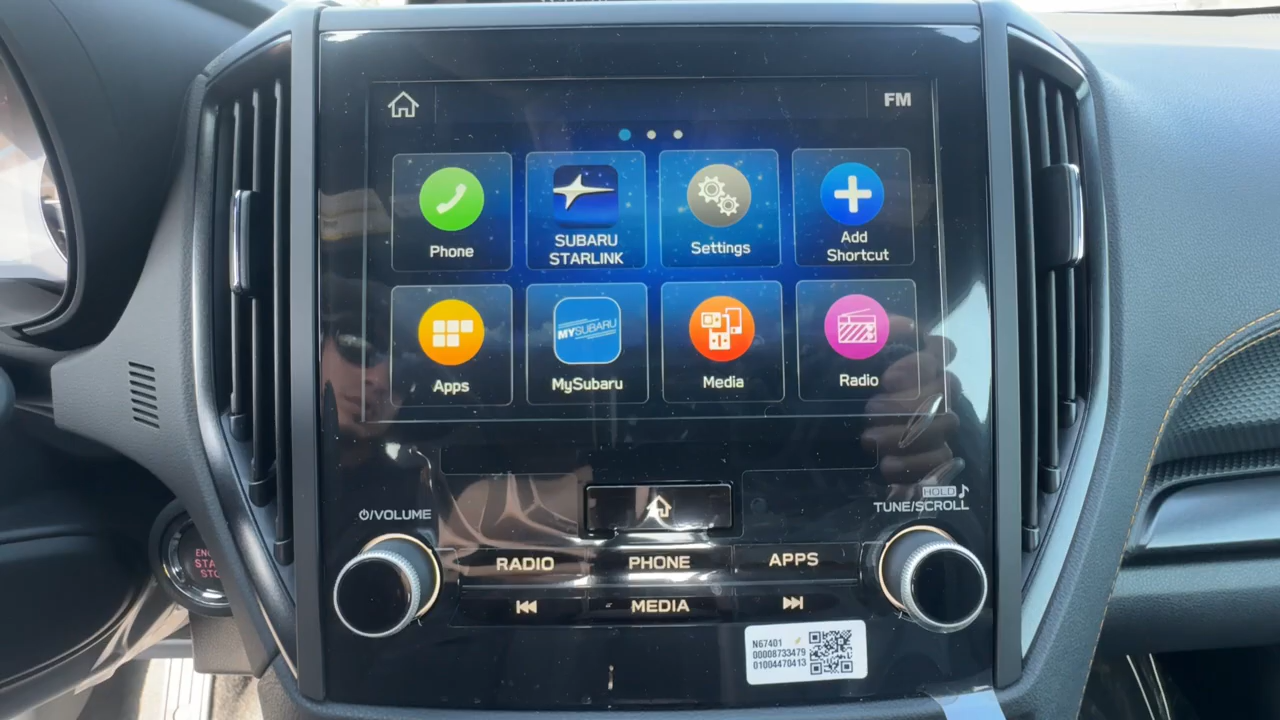 FM
Phone
SUBARU
STARLINK
Settings
Add
Shortcut
Apps
MYSUBARU
MySubaru
Media
Radio
/VOLUME
HOLD
TUNE/SCROLL
RADIO
PHONE
APPS
MEDIA
N67401
00008733479
01004470413